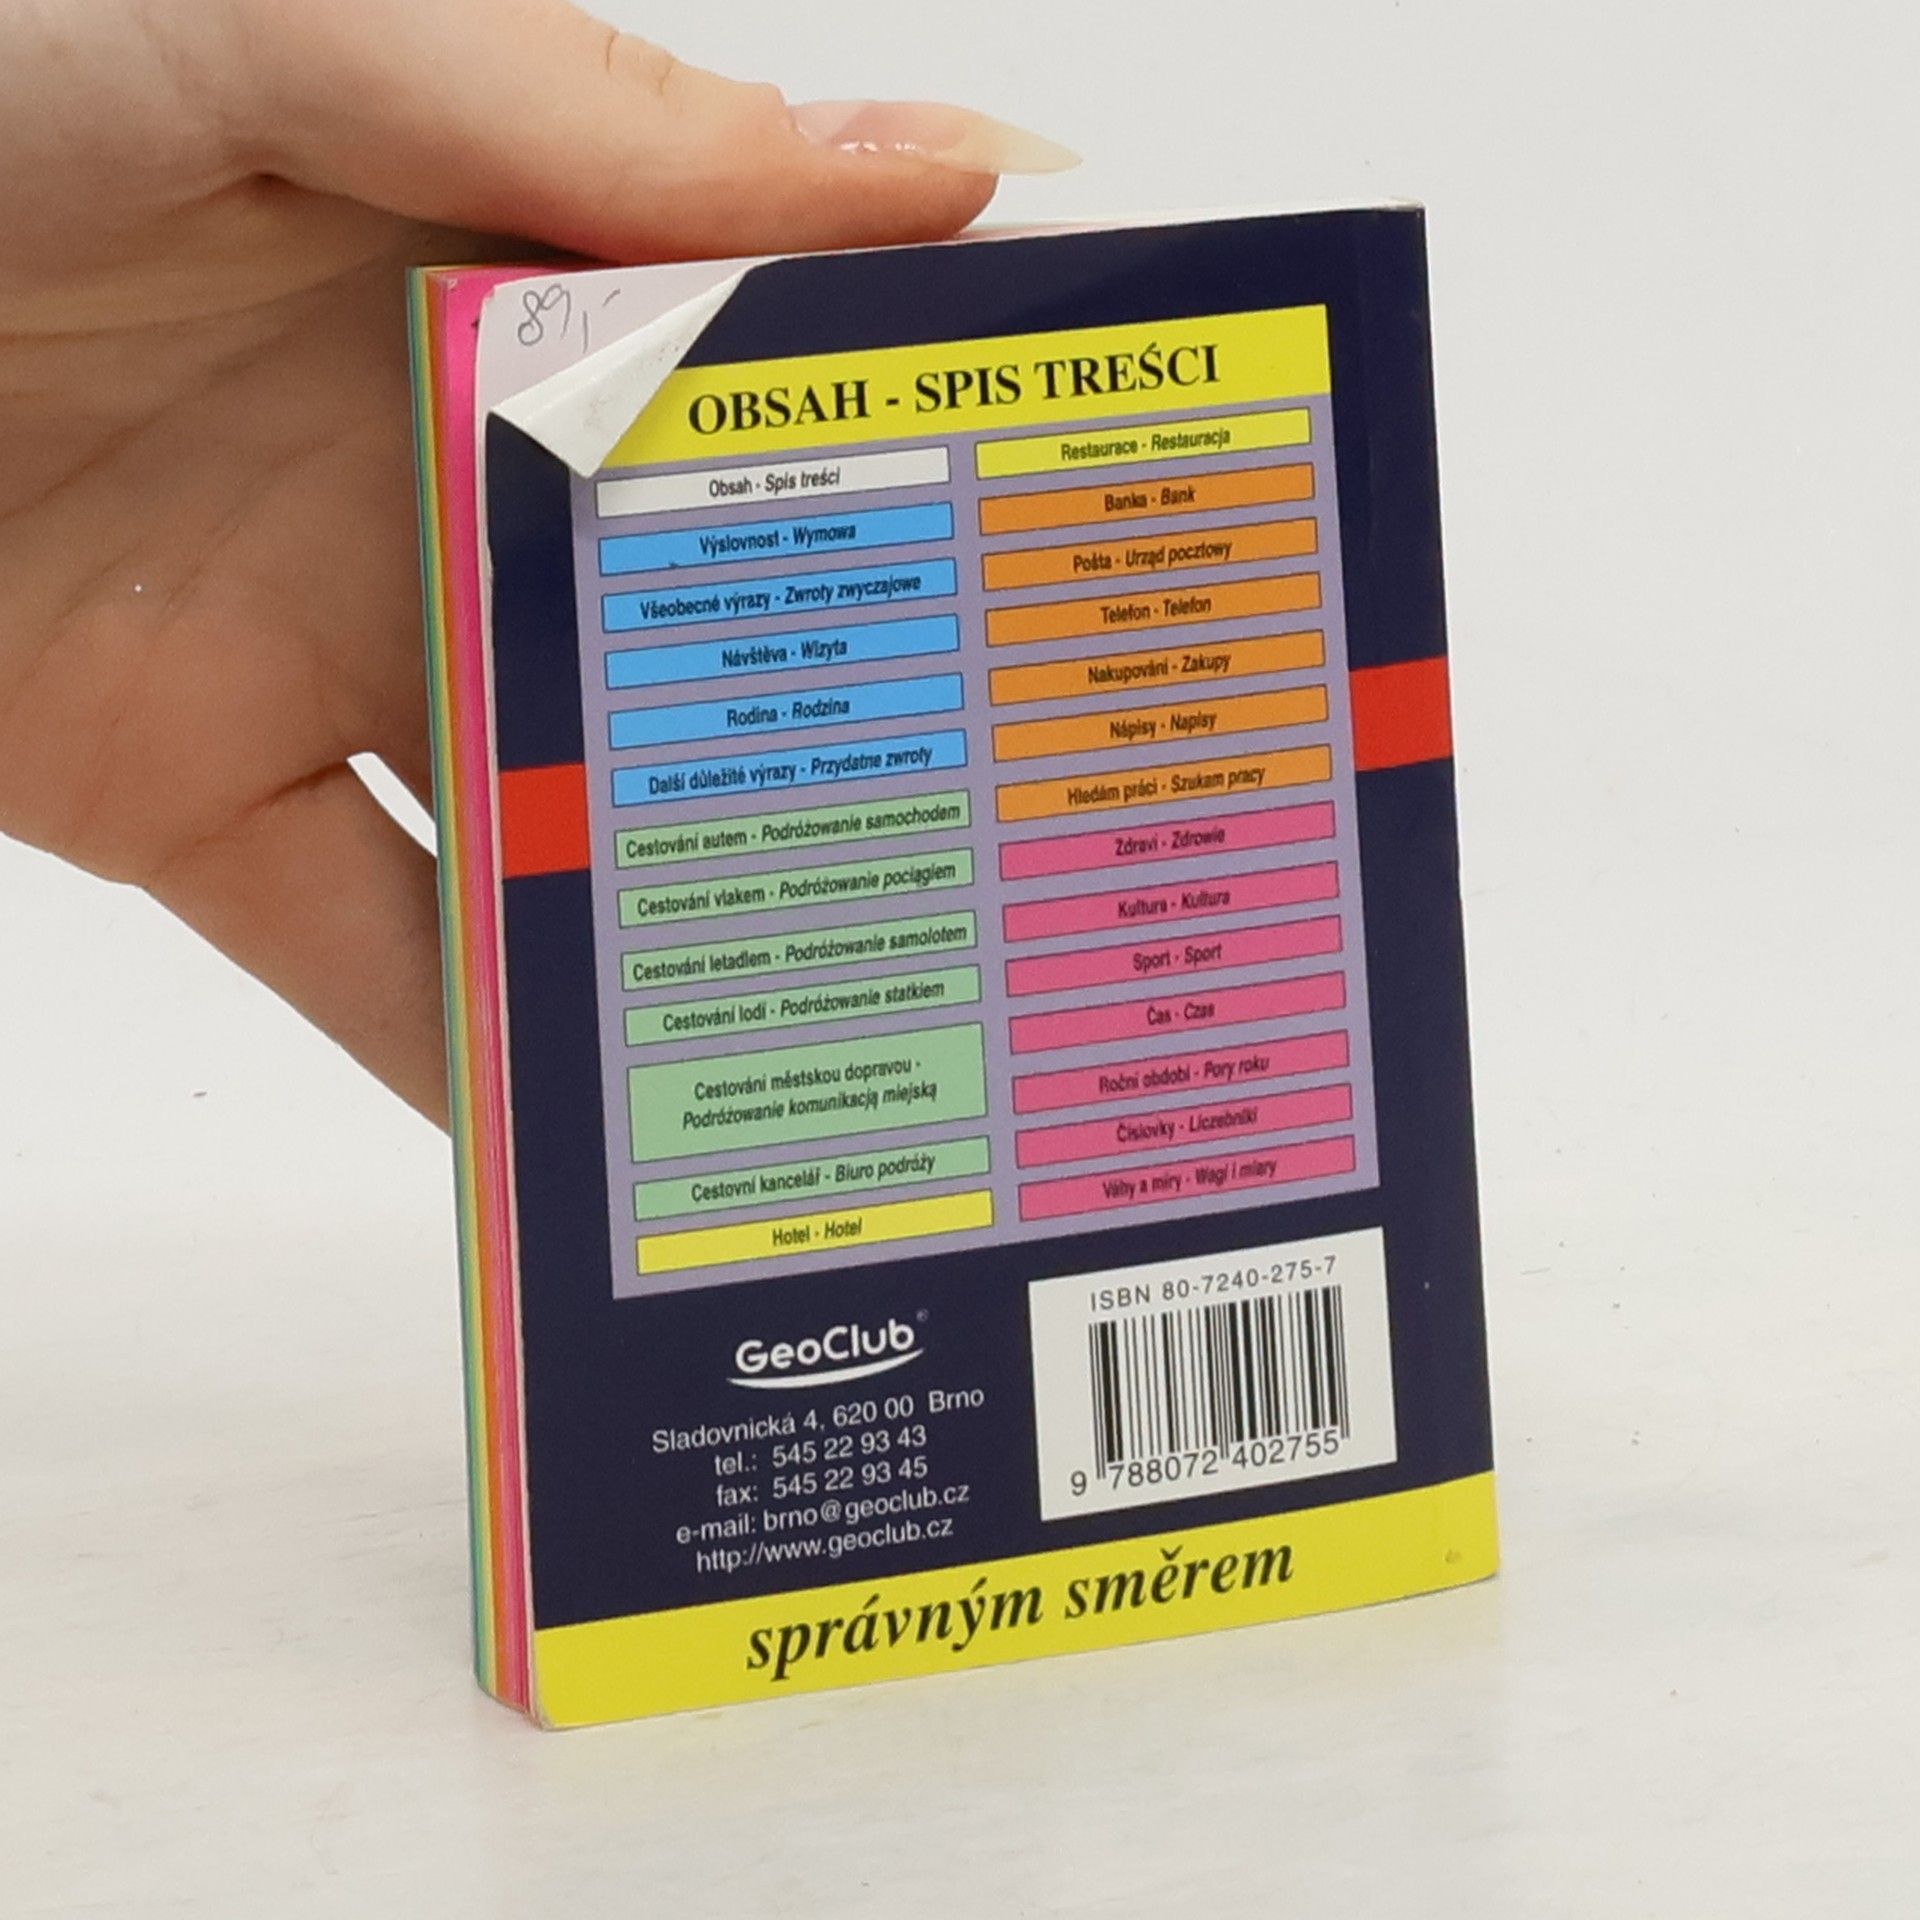 89,-
OBSAH - SPIS TREŚCI
Obsah - Spis treści
Výslovnost - Wymowa
Všeobecné výrazy - Zwroty zwyczajowe
Návštěva - Wizyta
Rodina - Rodzina
Další důležité výrazy - Przydatne zwroty
Cestování autem - Podróżowanie samochodem
Cestování vlakem - Podróżowanie pociągiem
Cestování letadlem - Podróżowanie samolotem
Cestování lodí - Podróżowanie statkiem
Cestování městskou dopravou -
Podróżowanie komunikacją miejską
Cestovní kancelář - Biuro podróży
Hotel - Hotel
Restaurace - Restauracja
Banka - Bank
Pošta - Urząd pocztowy
Telefon - Telefon
Nakupování - Zakupy
Nápisy - Napisy
Hledám práci - Szukam pracy
Zdraví - Zdrowie
Kultura - Kultura
Sport - Sport
Čas - Czas
Roční období - Pory roku
Číslovky - Liczebniki
Váhy a míry - Wagi i miary
GeoClub®
Sladovnická 4, 620 00 Brno
tel.: 545 22 93 43
fax: 545 22 93 45
e-mail: brno@geoclub.cz
http://www.geoclub.cz
ISBN 80-7240-275-7
9 788072 402755
správným směrem